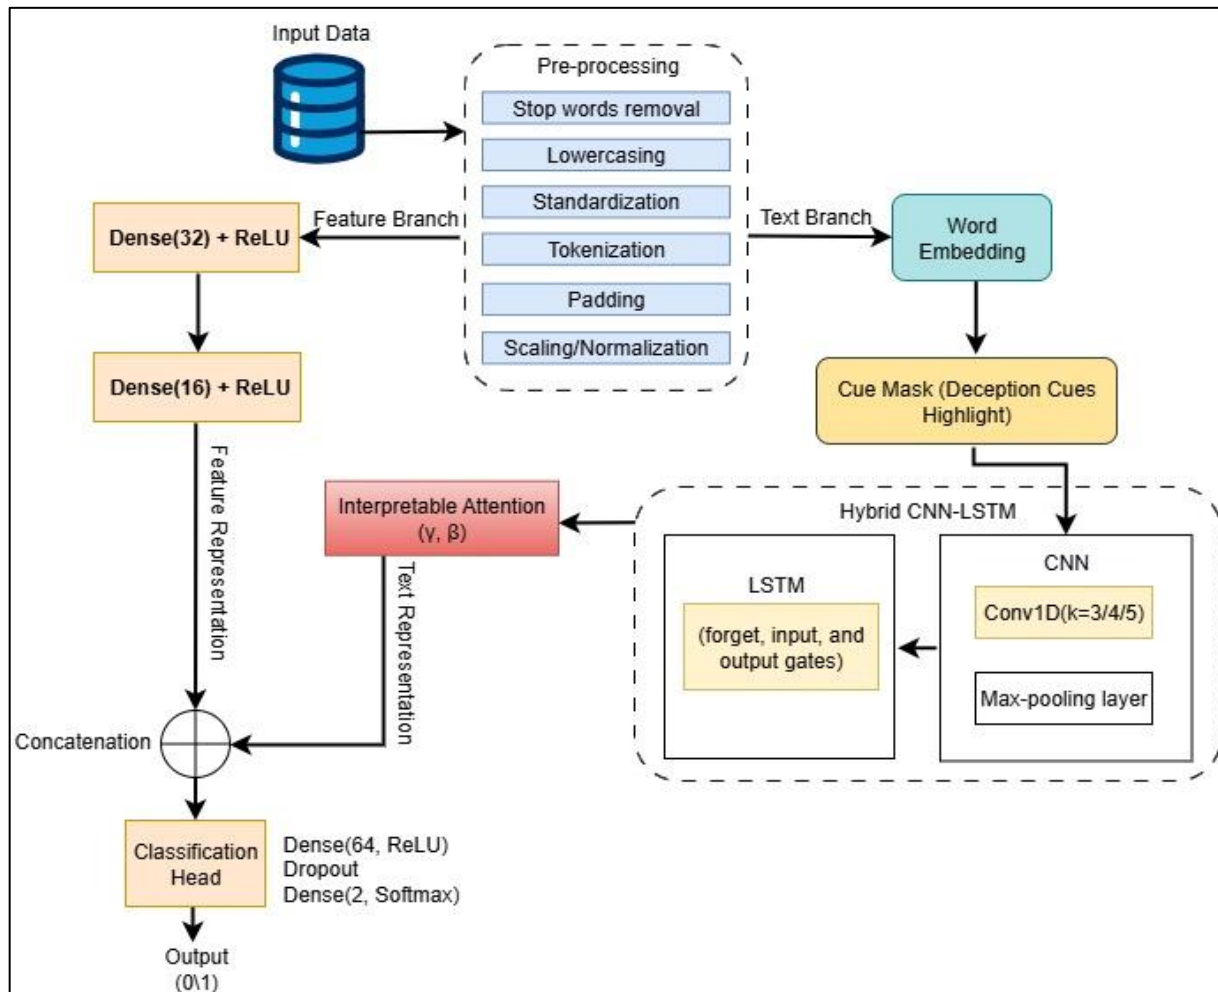 Input Data
Pre-processing
Stop words removal
Lowercasing
Standardization
Tokenization
Padding
Scaling/Normalization
Feature Branch
Dense(32) + ReLU
Dense(16) + ReLU
Feature Representation
Text Branch
Word
Embedding
Cue Mask (Deception Cues
Highlight)
Hybrid CNN-LSTM
CNN
Conv1D(k=3/4/5)
Max-pooling layer
LSTM
(forget, input, and
output gates)
Interpretable Attention
(γ, β)
Text Representation
Concatenation
Classification
Head
Dense(64, ReLU)
Dropout
Dense(2, Softmax)
Output
(0\1)